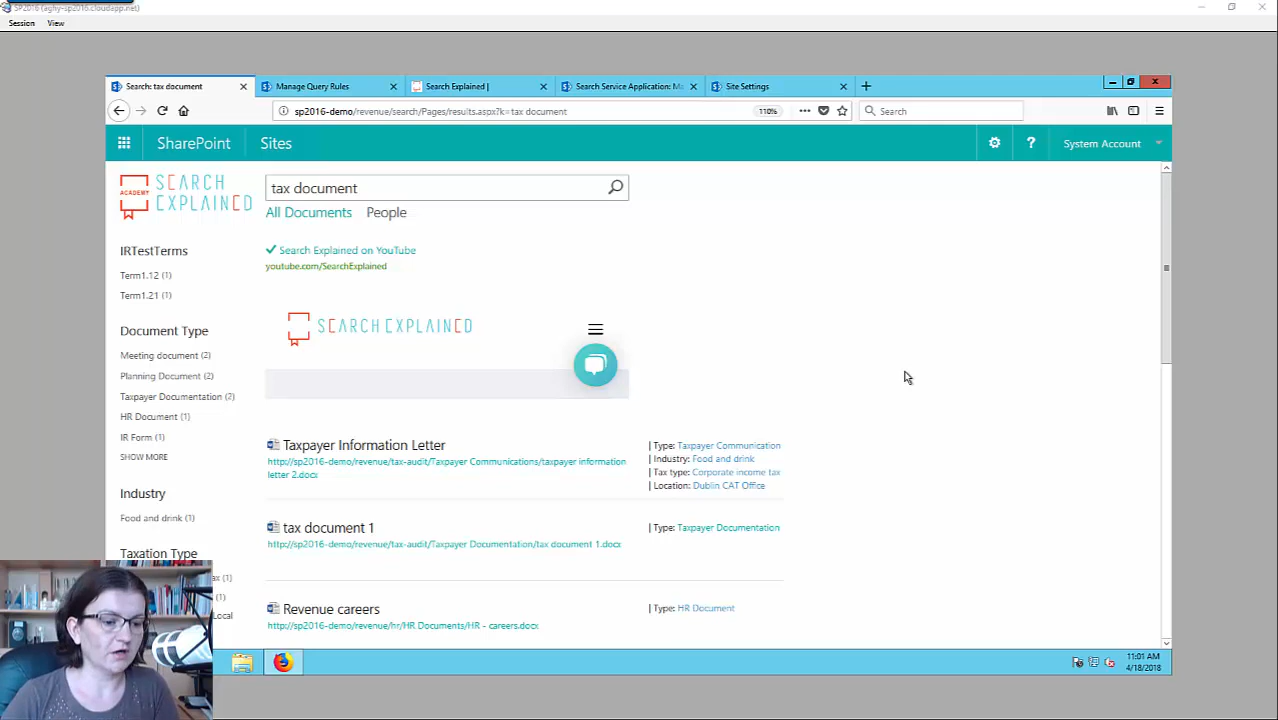 SP2016 (aghy-sp2016.cloudapp.net)
Session View
Search: tax document
Manage Query Rules
Search Explained |
Search Service Application: Ma
Site Settings
sp2016-demo/revenue/search/Pages/results.aspx?k=tax document
110%
Search
SharePoint
Sites
System Account
ACADEMY
SEARCH
EXPLAINED
tax document
All Documents People
Search Explained on YouTube
youtube.com/SearchExplained
SEARCH EXPLAINED
IRTestTerms
Term1.12 (1)
Term1.21 (1)
Document Type
Meeting document (2)
Planning Document (2)
Taxpayer Documentation (2)
HR Document (1)
IR Form (1)
SHOW MORE
Industry
Food and drink (1)
Taxation Type
ax (1)
(1)
Local
Taxpayer Information Letter
http://sp2016-demo/revenue/tax-audit/Taxpayer Communications/taxpayer information
letter 2.docx
| Type: Taxpayer Communication
| Industry: Food and drink
| Tax type: Corporate income tax
| Location: Dublin CAT Office
tax document 1
http://sp2016-demo/revenue/tax-audit/Taxpayer Documentation/tax document 1.docx
| Type: Taxpayer Documentation
Revenue careers
http://sp2016-demo/revenue/hr/HR Documents/HR - careers.docx
| Type: HR Document
11:01 AM
4/18/2018